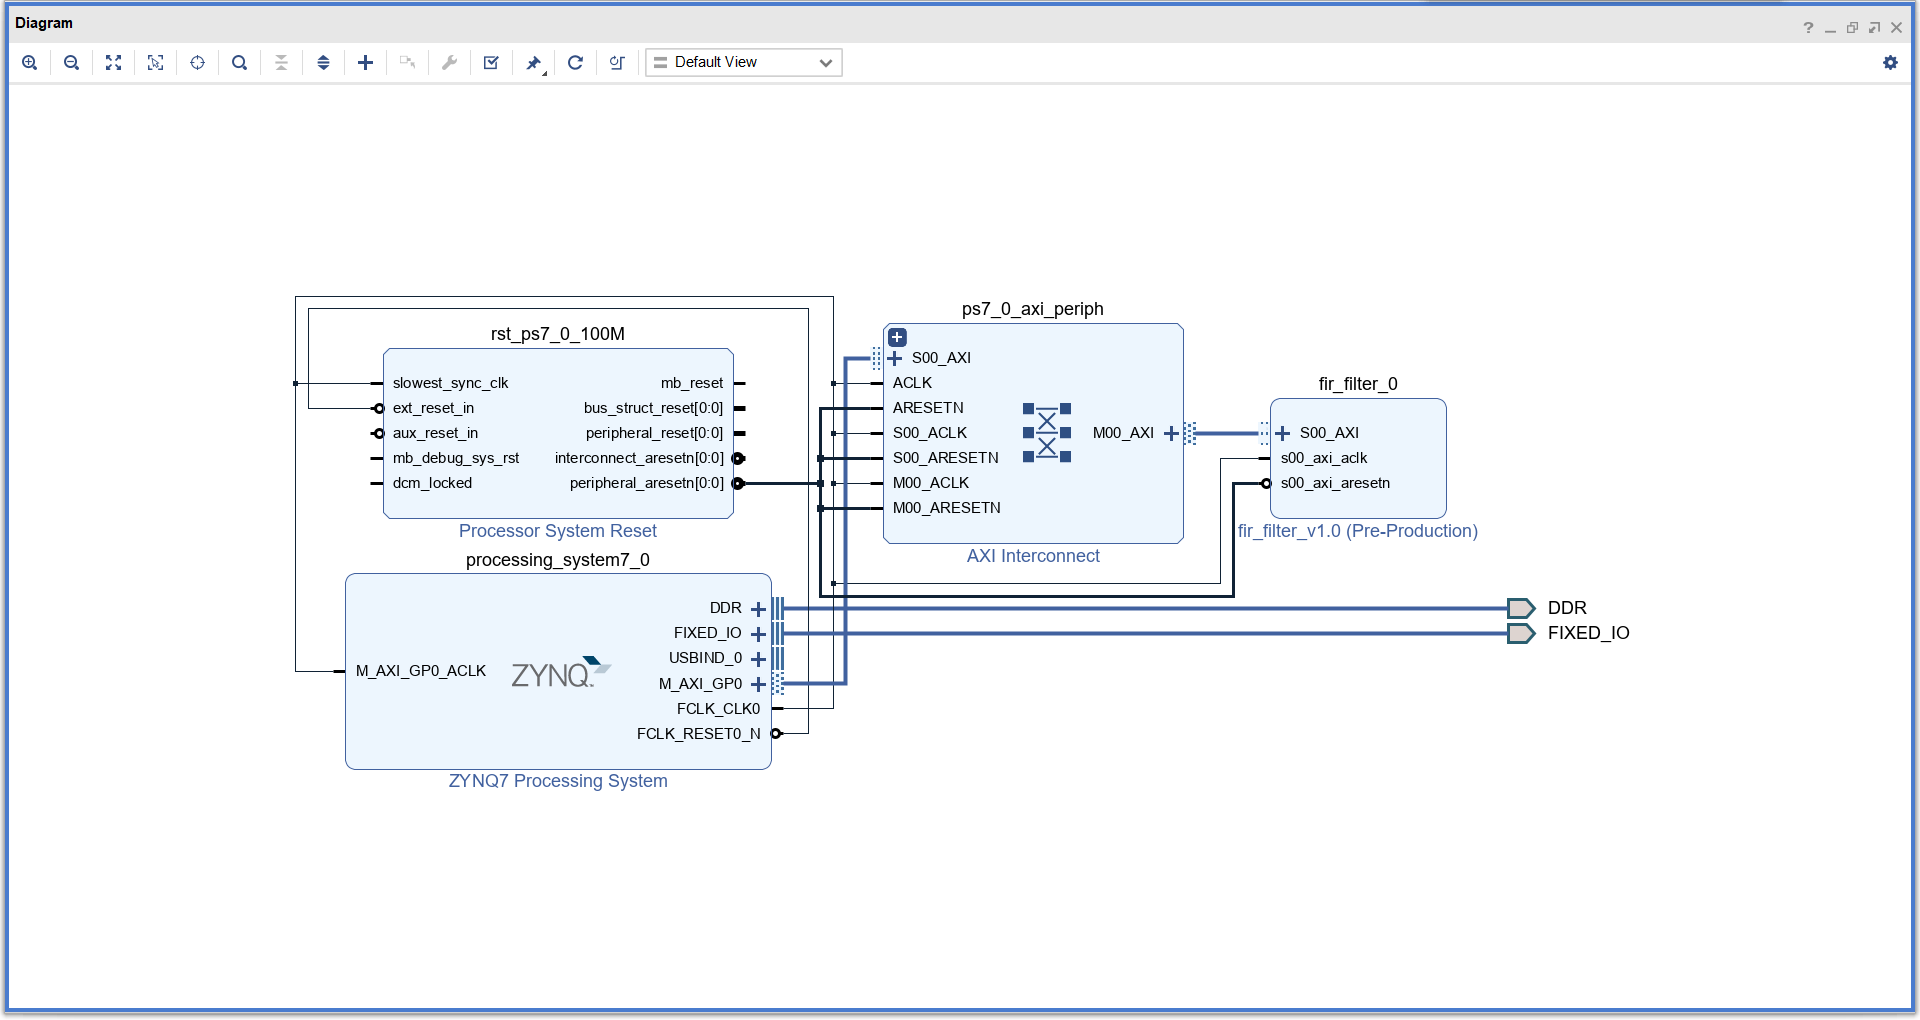 Diagram
Default View
rst_ps7_0_100M
slowest_sync_clk
ext_reset_in
aux_reset_in
mb_debug_sys_rst
dcm_locked
mb_reset
bus_struct_reset[0:0]
peripheral_reset[0:0]
interconnect_aresetn[0:0]
peripheral_aresetn[0:0]
Processor System Reset
processing_system7_0
M_AXI_GP0_ACLK
ZYNQ
DDR
FIXED_IO
USBIND_0
M_AXI_GP0
FCLK_CLK0
FCLK_RESET0_N
ZYNQ7 Processing System
ps7_0_axi_periph
S00_AXI
ACLK
ARESETN
S00_ACLK
S00_ARESETN
M00_ACLK
M00_ARESETN
M00_AXI
AXI Interconnect
fir_filter_0
S00_AXI
s00_axi_aclk
s00_axi_aresetn
fir_filter_v1.0 (Pre-Production)
DDR
FIXED_IO